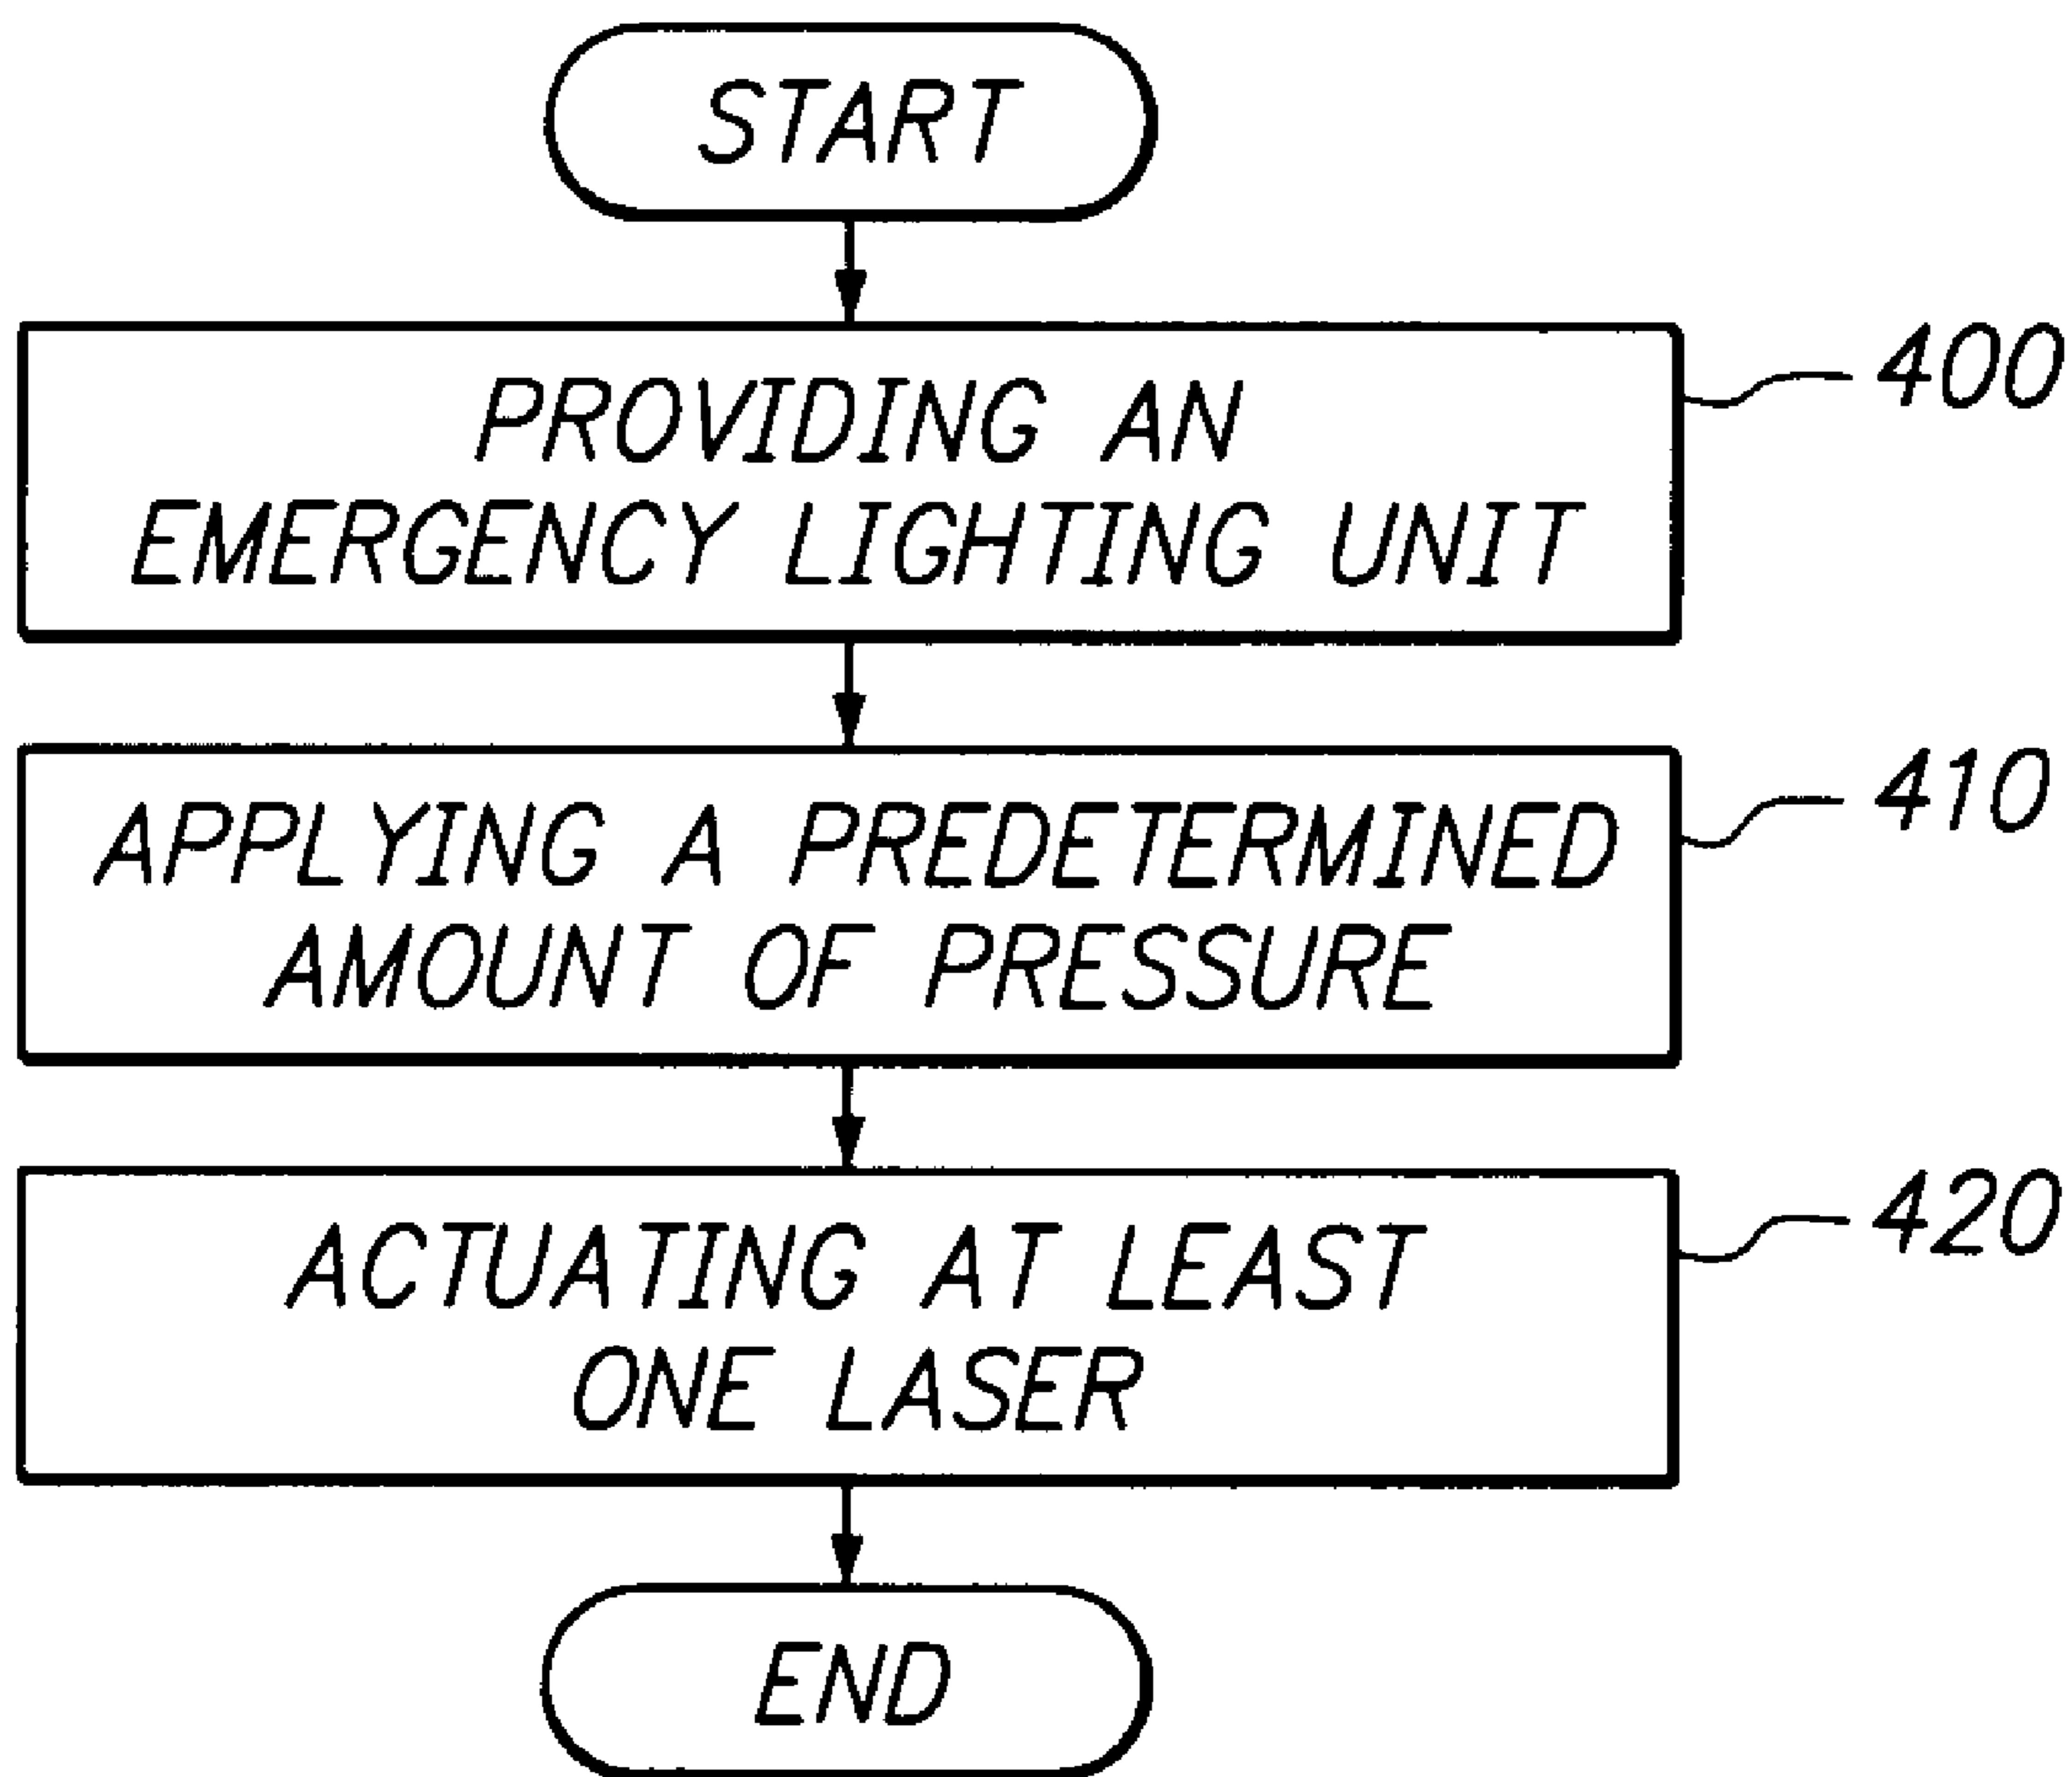 START
PROVIDING AN
EMERGENCY LIGHTING UNIT
400
APPLYING A PREDETERMINED
AMOUNT OF PRESSURE
410
ACTUATING AT LEAST
ONE LASER
420
END